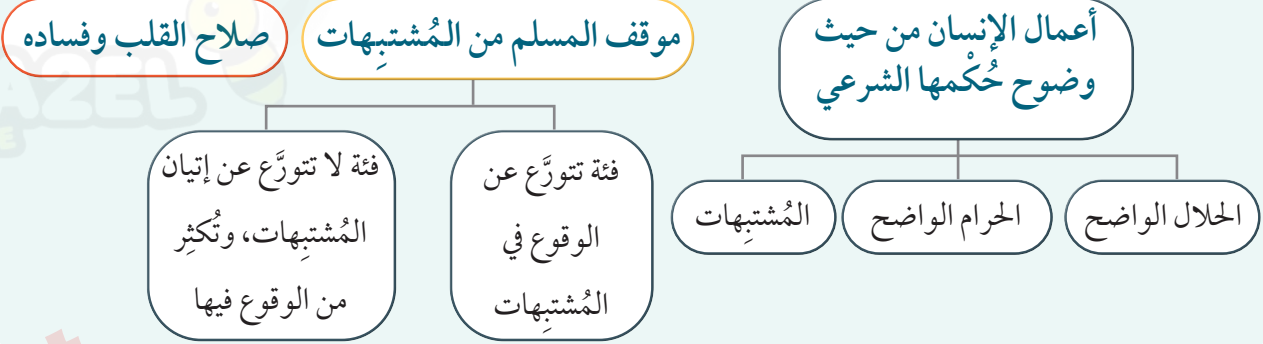 أعمال الإنسان من حيث
وضوح حُكْمها الشرعي
الحلال الواضح
الحرام الواضح
المُشتبِهات
موقف المسلم من المُشتبِهات
فئة تتورَّع عن
الوقوع في
المُشتبِهات
فئة لا تتورَّع عن إتيان
المُشتبِهات، وتُكثِر
من الوقوع فيها
صلاح القلب وفساده